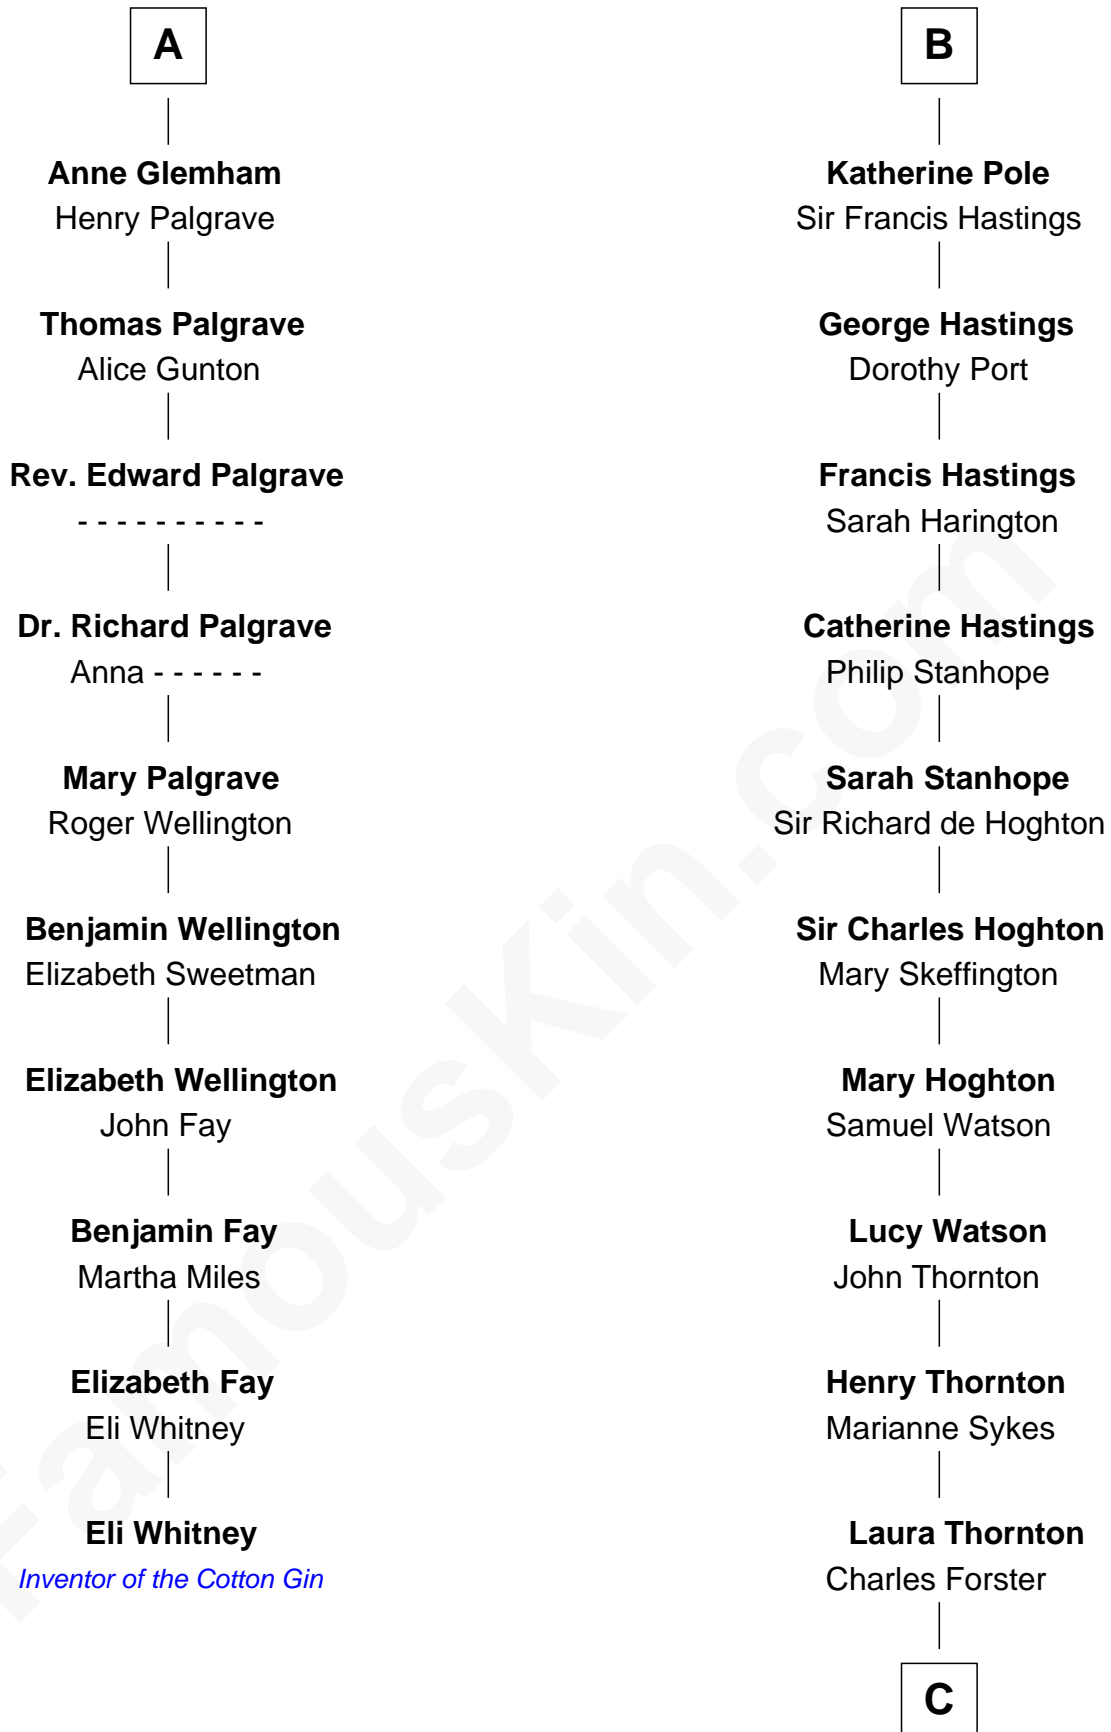 A
Anne Glemham
Henry Palgrave
Thomas Palgrave
Alice Gunton
Rev. Edward Palgrave
- - - - - - - - - -
Dr. Richard Palgrave
Anna - - - - - -
Mary Palgrave
Roger Wellington
Benjamin Wellington
Elizabeth Sweetman
Elizabeth Wellington
John Fay
Benjamin Fay
Martha Miles
Elizabeth Fay
Eli Whitney
Eli Whitney
Inventor of the Cotton Gin
B
Katherine Pole
Sir Francis Hastings
George Hastings
Dorothy Port
Francis Hastings
Sarah Harington
Catherine Hastings
Philip Stanhope
Sarah Stanhope
Sir Richard de Hoghton
Sir Charles Hoghton
Mary Skeffington
Mary Hoghton
Samuel Watson
Lucy Watson
John Thornton
Henry Thornton
Marianne Sykes
Laura Thornton
Charles Forster
C
FamousKin.com